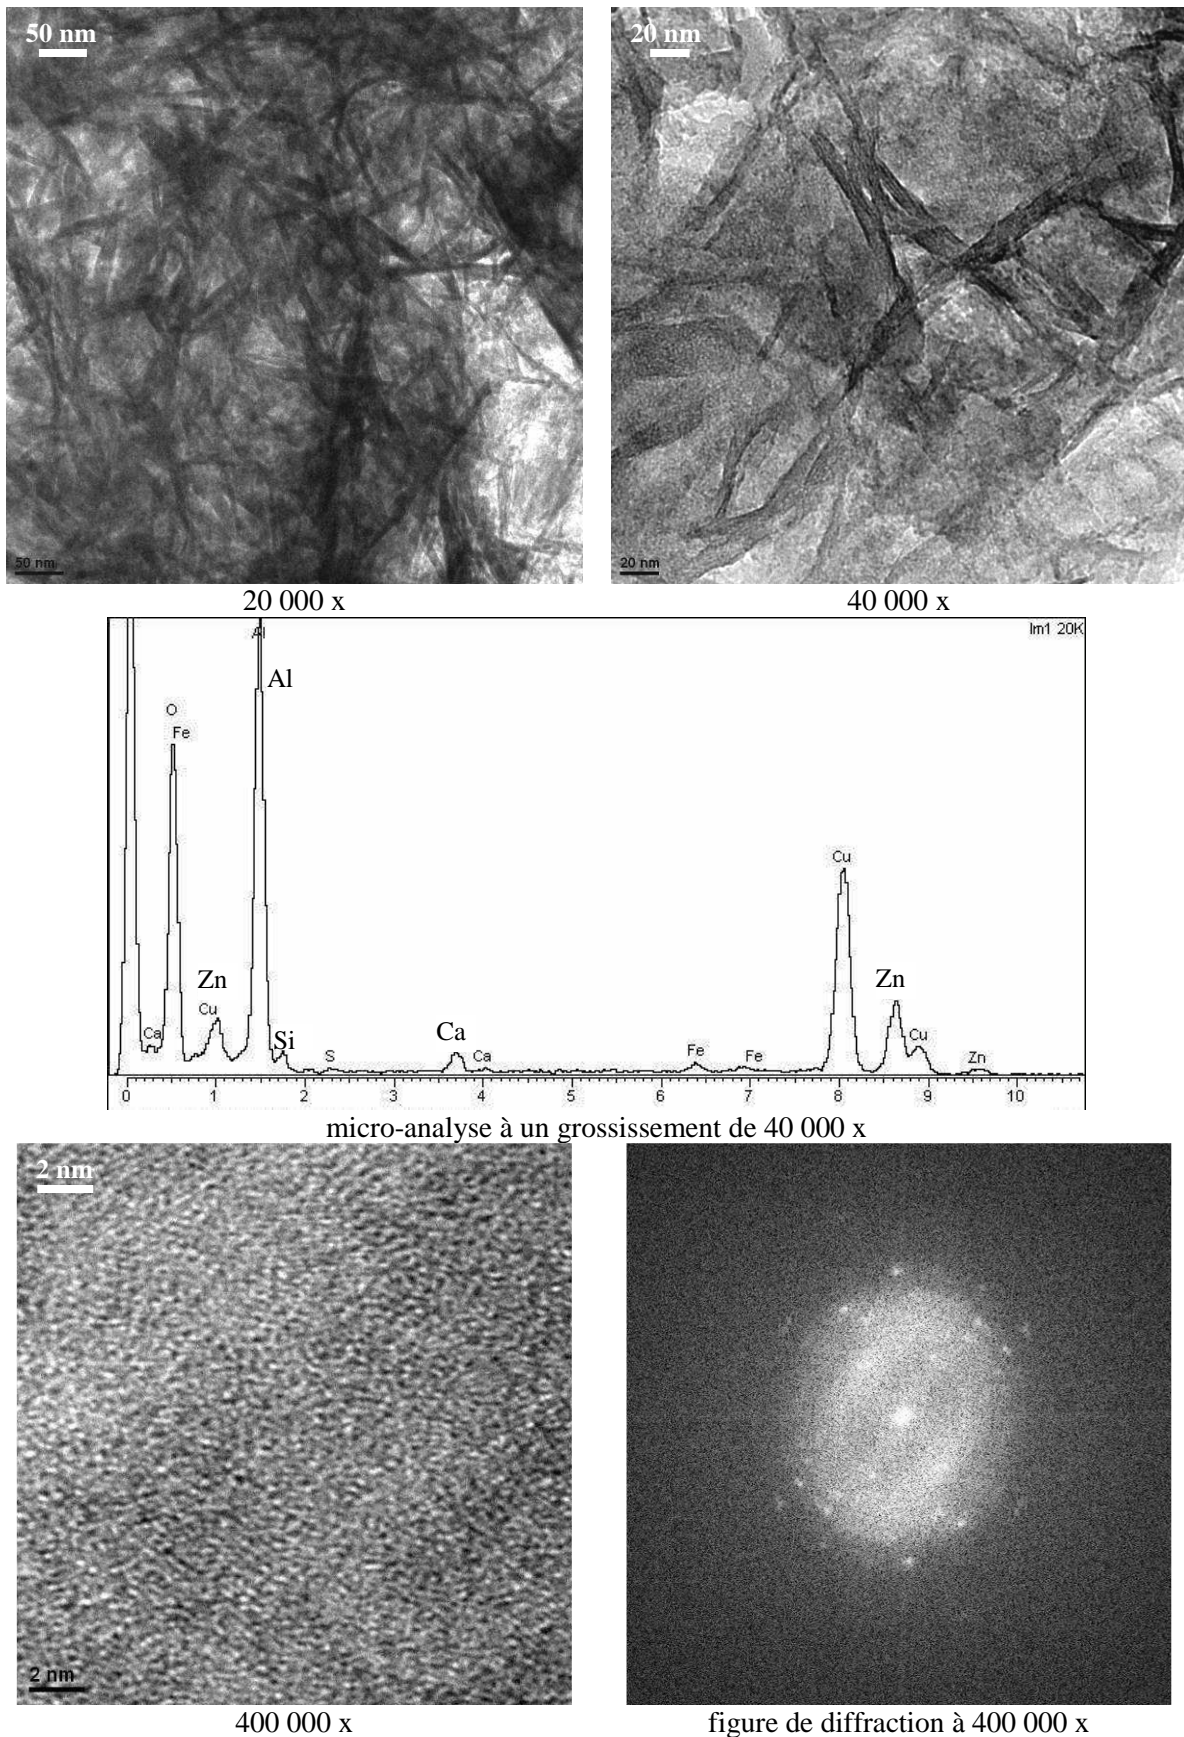 50 nm
20 nm
50 nm
20 nm
20 000 x
40 000 x
Im1 20K
Al
Al
O
Fe
Cu
Zn
Zn
Cu
Ca
Si
S
Ca
Ca
Fe
Fe
Cu
Zn
0 1 2 3 4 5 6 7 8 9 10
micro-analyse à un grossissement de 40 000 x
2 nm
2 nm
400 000 x
figure de diffraction à 400 000 x